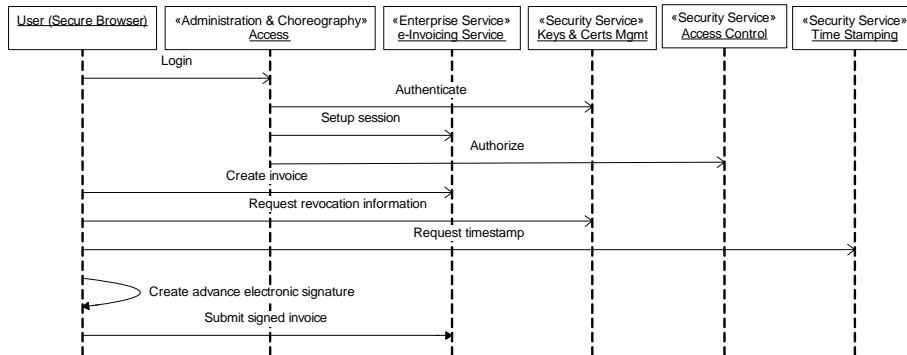 User (Secure Browser)
«Administration & Choreography»
Access
«Enterprise Service»
e-Invoicing Service
«Security Service»
Keys & Certs Mgmt
«Security Service»
Access Control
«Security Service»
Time Stamping
Login
Authenticate
Setup session
Authorize
Create invoice
Request revocation information
Request timestamp
Create advance electronic signature
Submit signed invoice